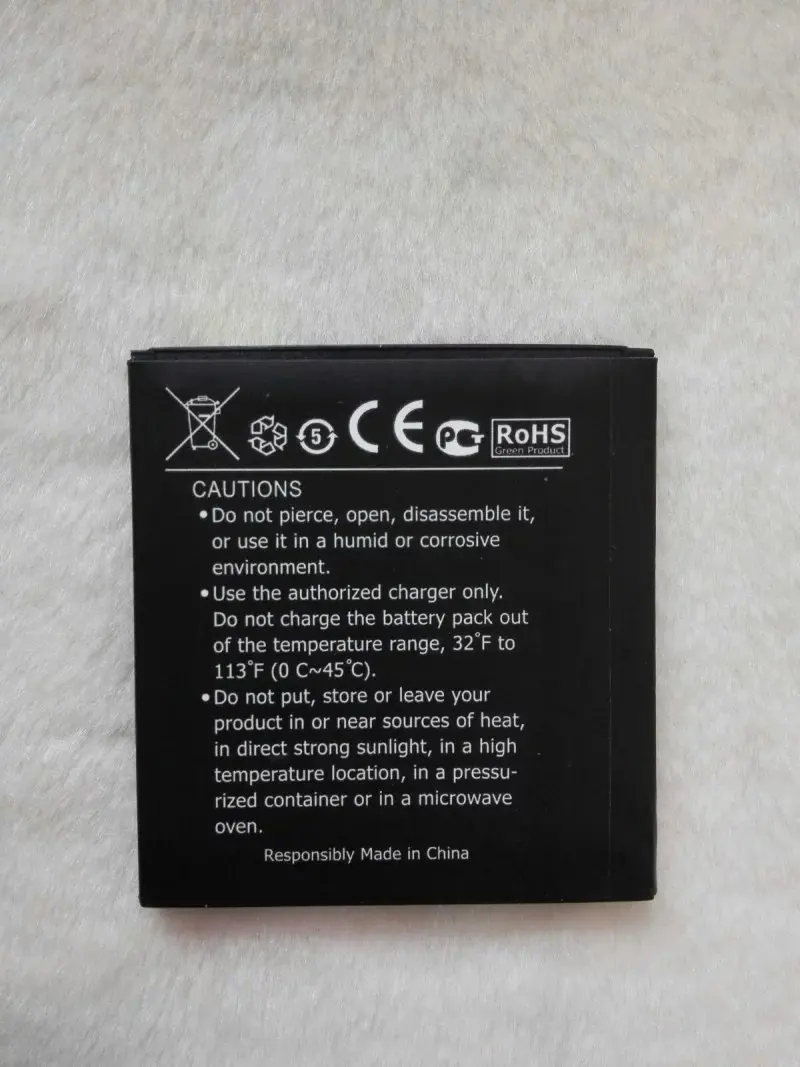 5 CE PCT RoHS
Green Product
CAUTIONS
•Do not pierce, open, disassemble it,
or use it in a humid or corrosive
environment.
•Use the authorized charger only.
Do not charge the battery pack out
of the temperature range, 32°F to
113°F (0 C~45°C).
•Do not put, store or leave your
product in or near sources of heat,
in direct strong sunlight, in a high
temperature location, in a pressu-
rized container or in a microwave
oven.
Responsibly Made in China